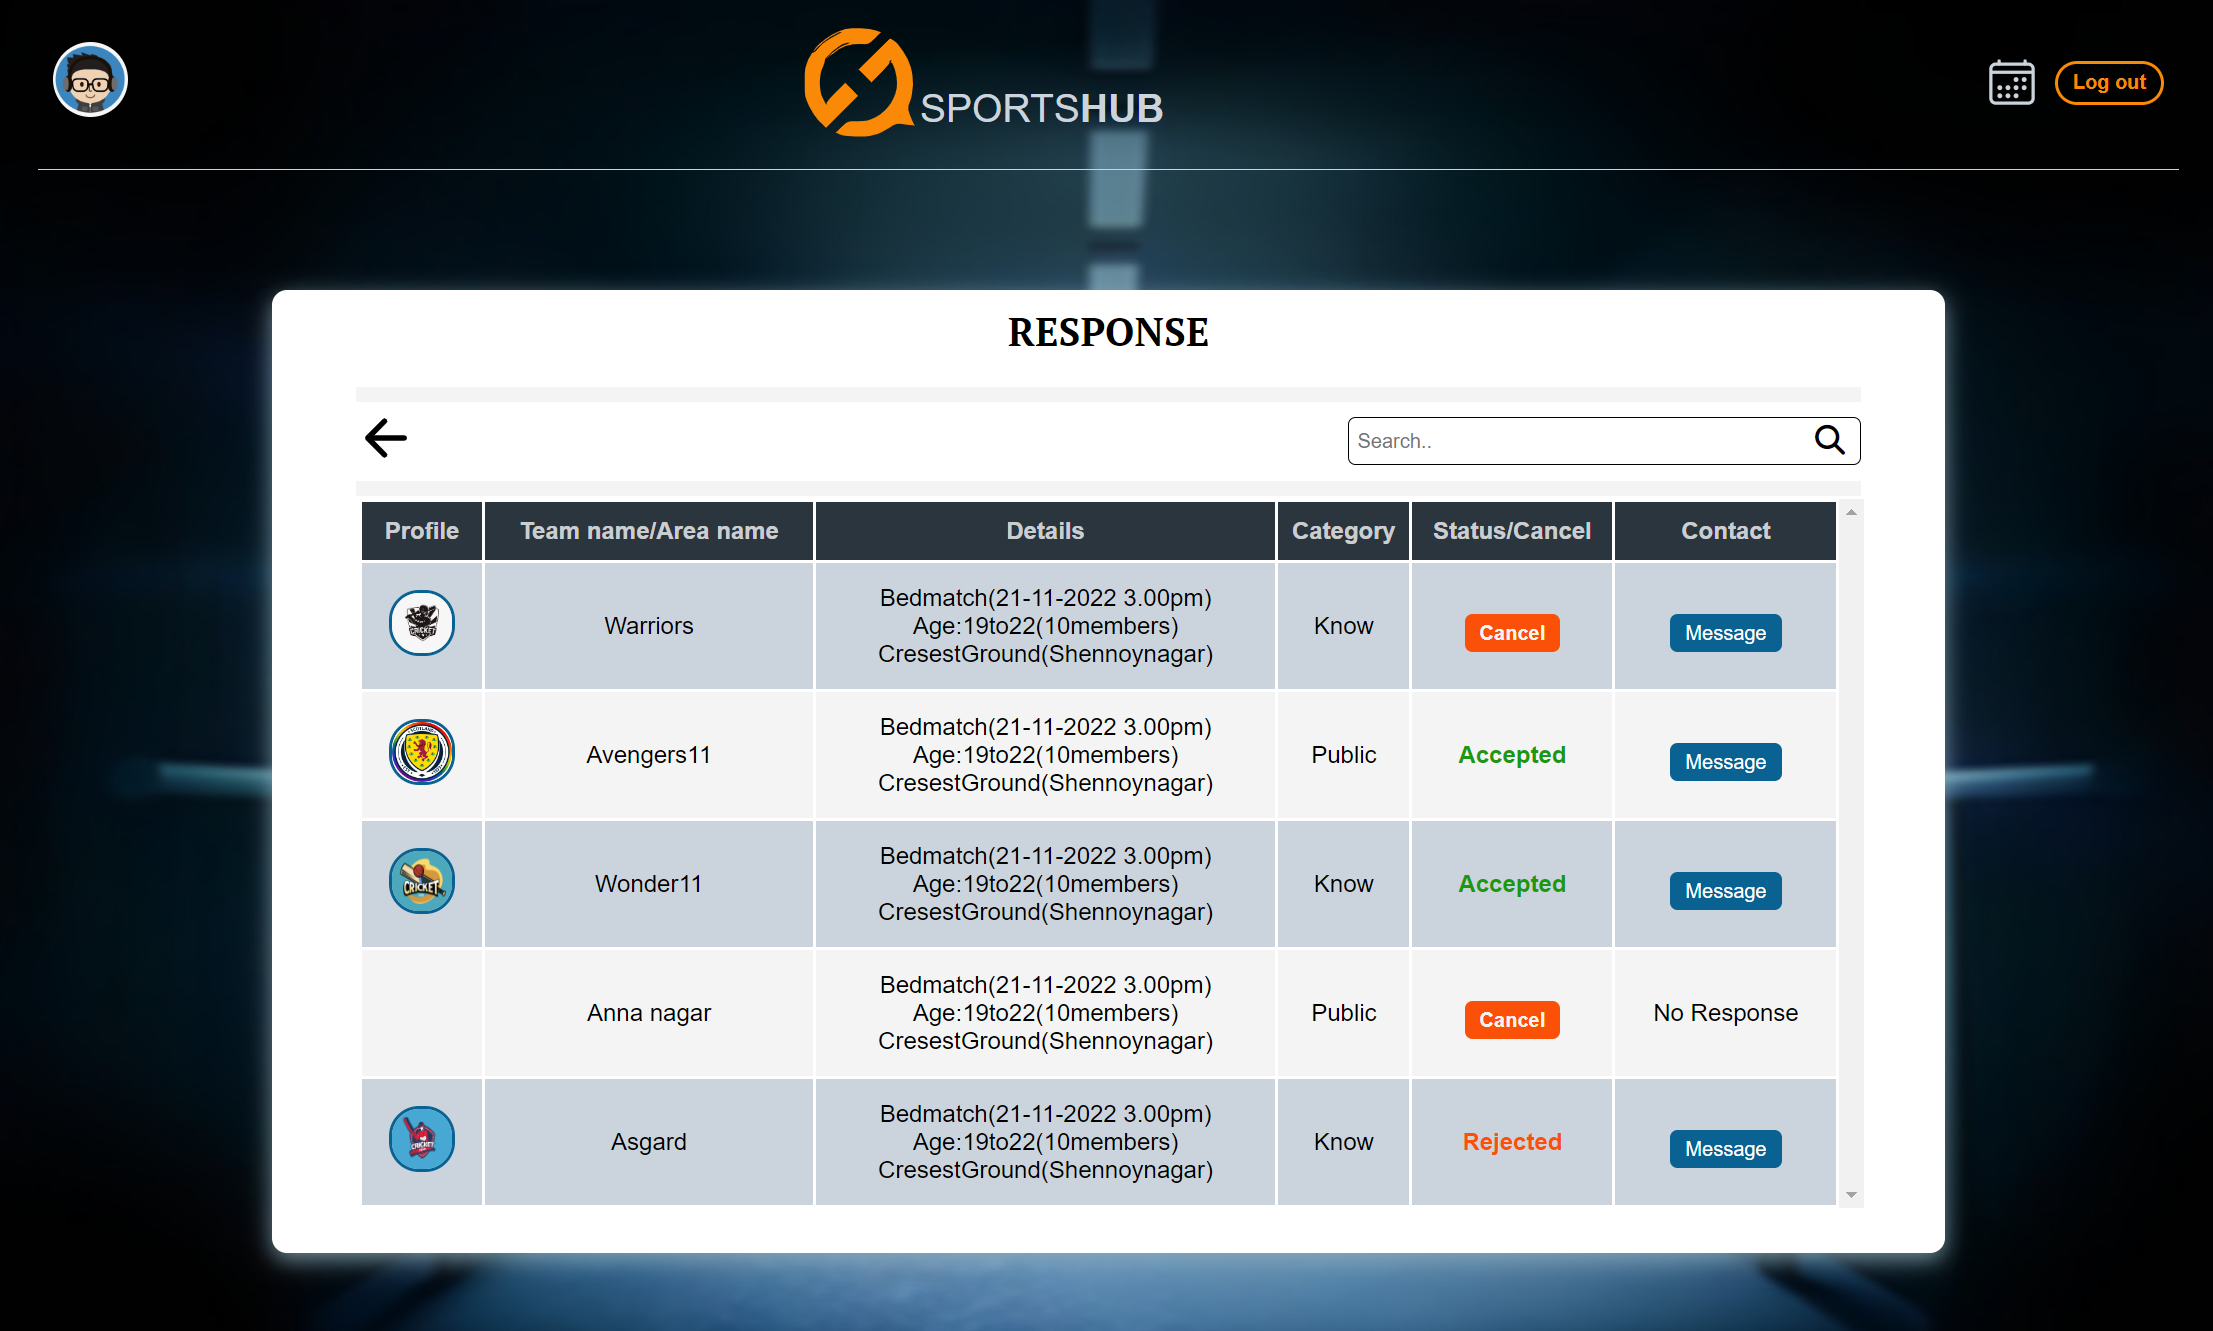 SPORTSHUB
Log out
RESPONSE
Search..
Profile Team name/Area name Details Category Status/Cancel Contact
CRICKET
Warriors
Bedmatch(21-11-2022 3.00pm)
Age:19to22(10members)
CresestGround(Shennoynagar)
Know
Cancel
Message
Avengers11
Bedmatch(21-11-2022 3.00pm)
Age:19to22(10members)
CresestGround(Shennoynagar)
Public
Accepted
Message
CRICKET
Wonder11
Bedmatch(21-11-2022 3.00pm)
Age:19to22(10members)
CresestGround(Shennoynagar)
Know
Accepted
Message
Anna nagar
Bedmatch(21-11-2022 3.00pm)
Age:19to22(10members)
CresestGround(Shennoynagar)
Public
Cancel
No Response
CRICKET
Asgard
Bedmatch(21-11-2022 3.00pm)
Age:19to22(10members)
CresestGround(Shennoynagar)
Know
Rejected
Message